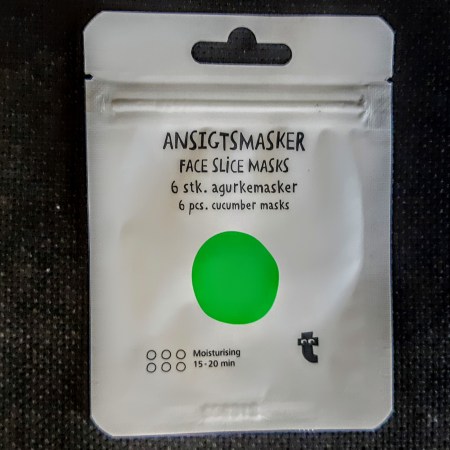 ANSIGTSMASKER
FACE SLICE MASKS
6 stk. agurkemasker
6 pcs. cucumber masks
Moisturising
15-20 min
t